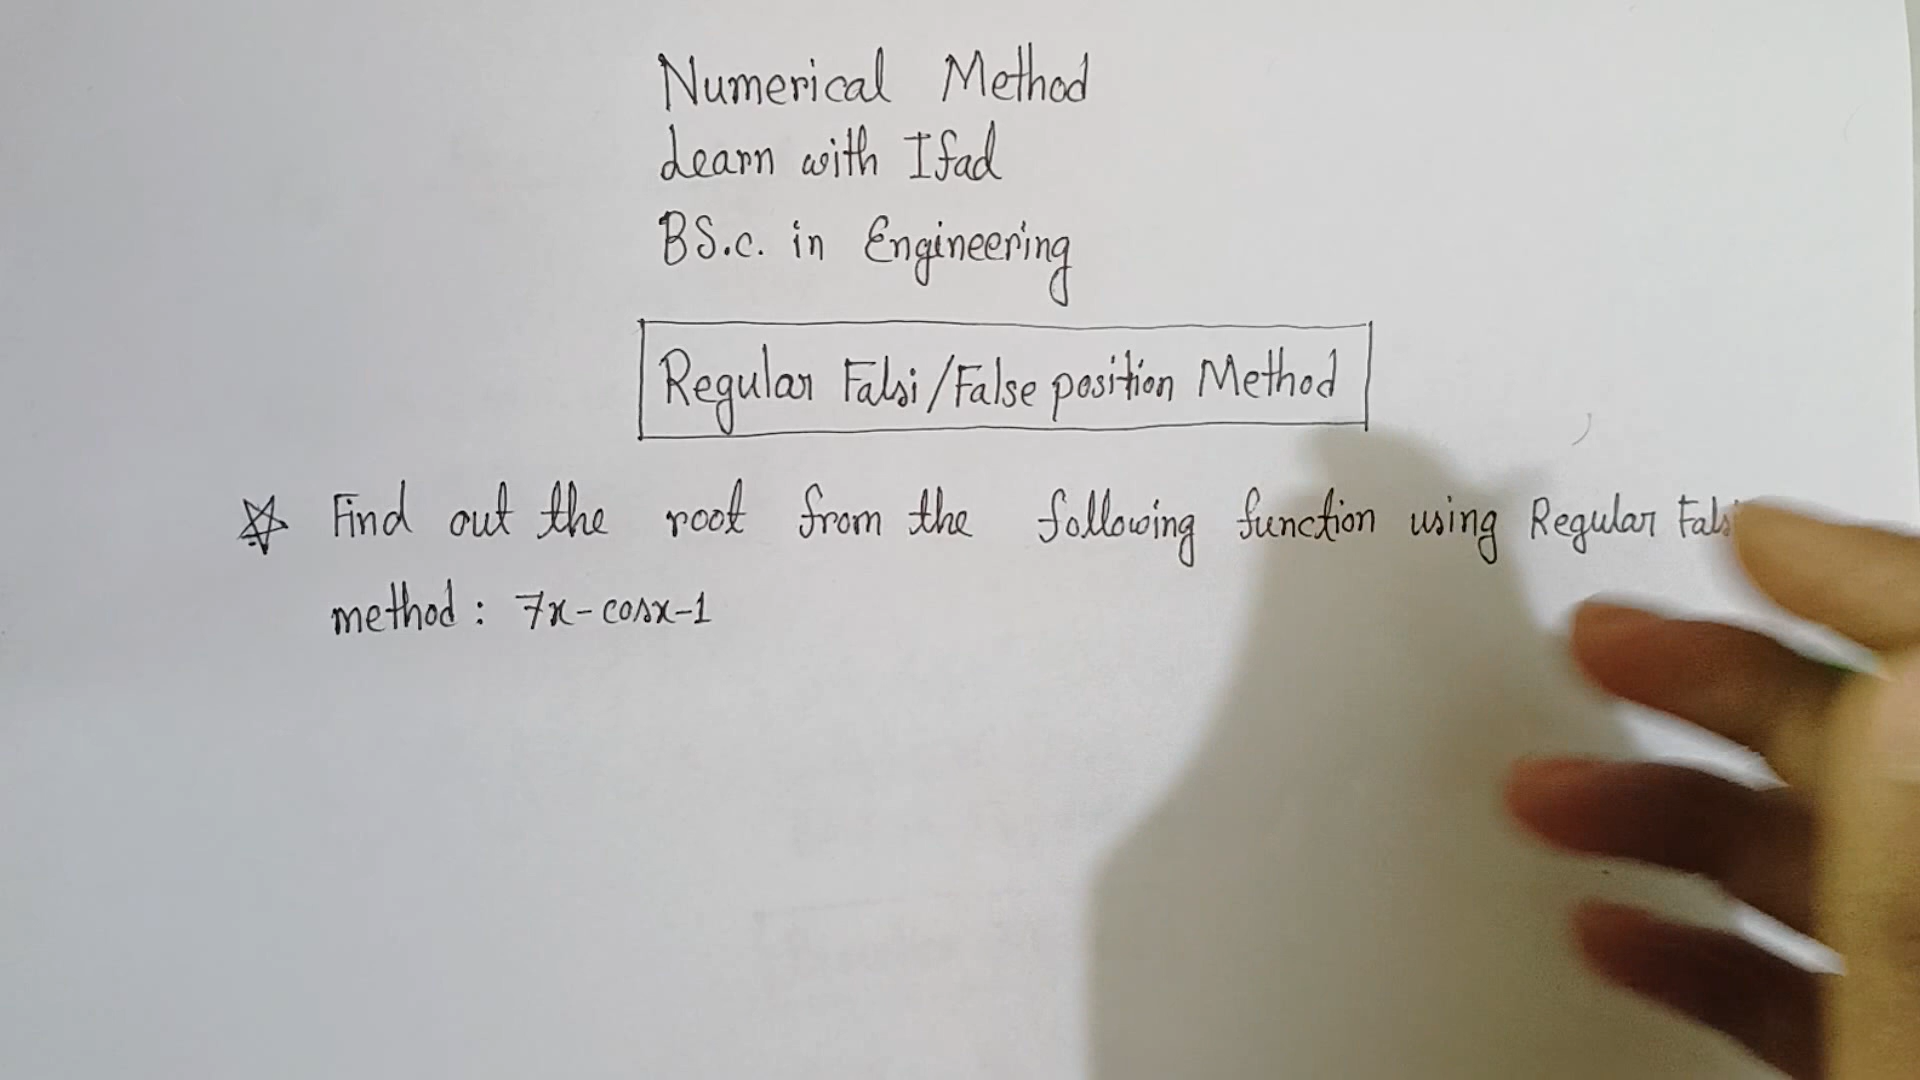 Numerical Method
Learn with Ifad
BS.c. in Engineering
Regular Falsi/False position Method
Find out the root from the following function using Regular Fals
method: 7x-cosx-1